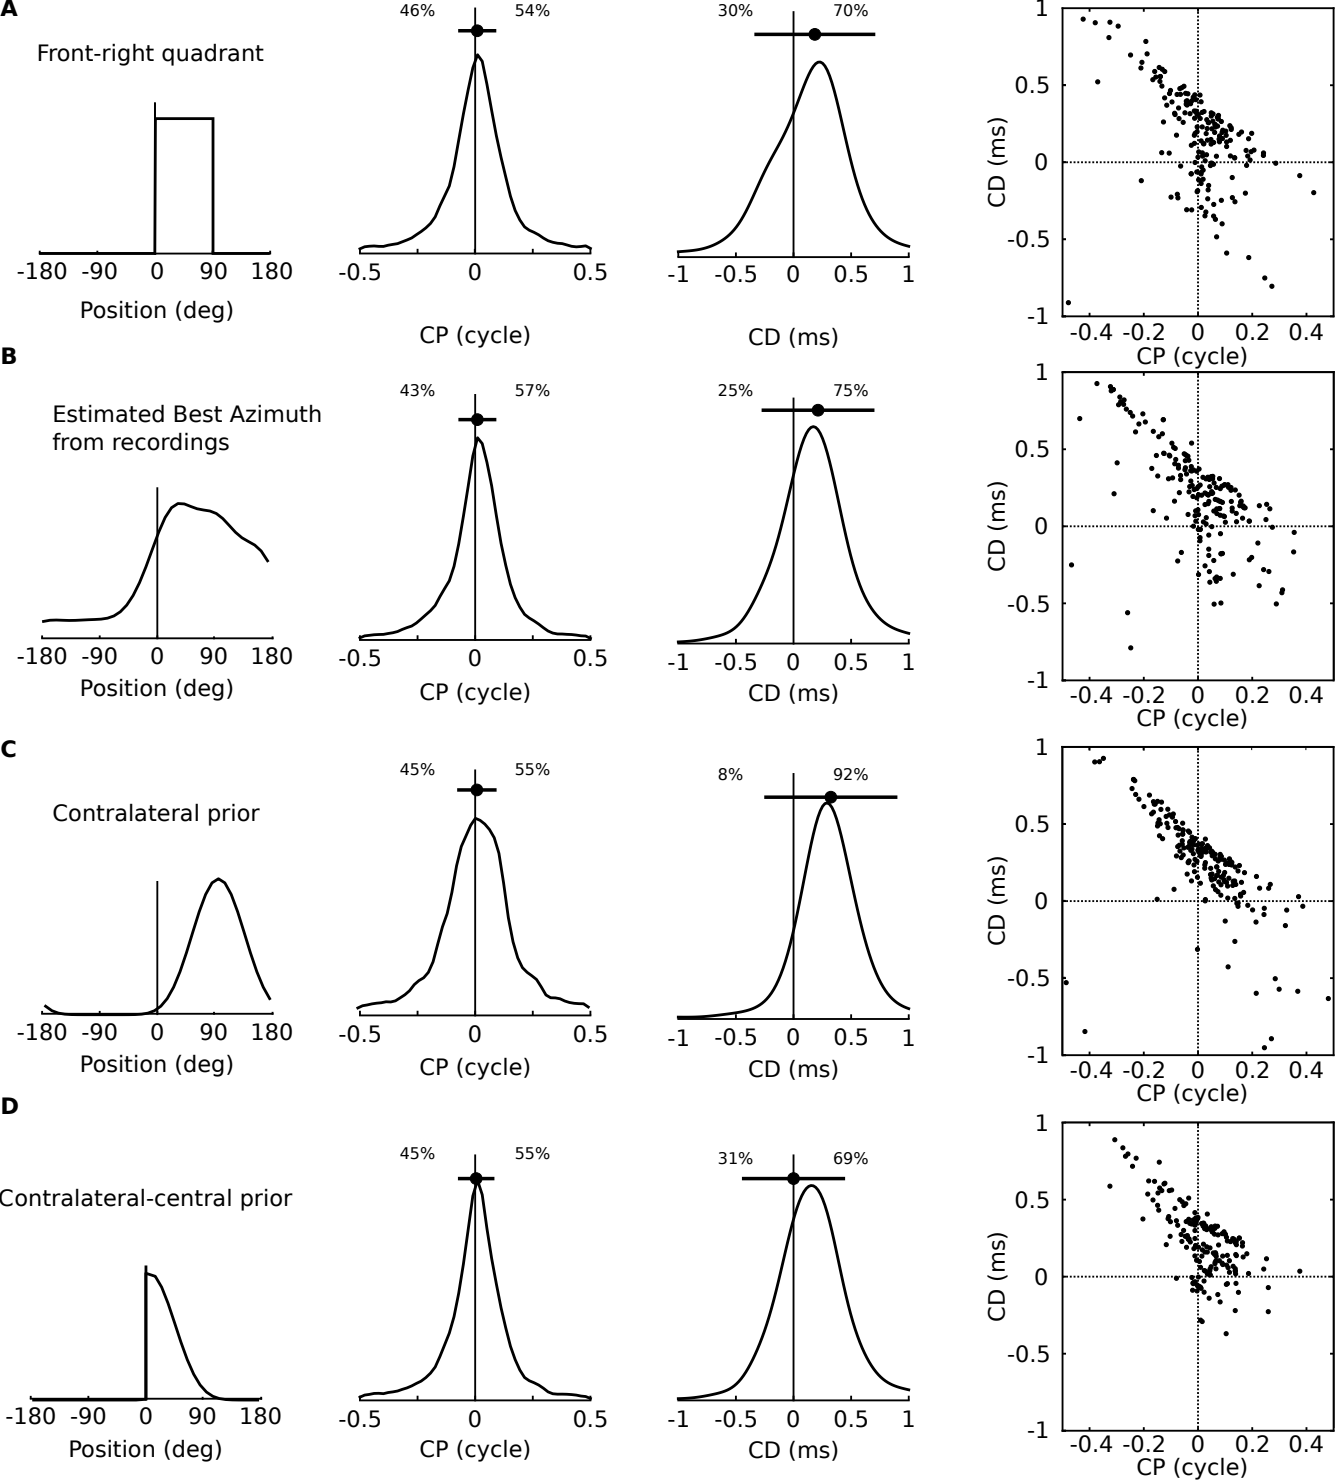 A
Front-right quadrant
-180 -90 0 90 180
Position (deg)
46% 54%
-0.5 0 0.5
CP (cycle)
30% 70%
-1 -0.5 0 0.5 1
CD (ms)
1
0.5
0
-0.5
-1
CD (ms)
-0.4 -0.2 0 0.2 0.4
CP (cycle)
B
Estimated Best Azimuth
from recordings
-180 -90 0 90 180
Position (deg)
43% 57%
-0.5 0 0.5
CP (cycle)
25% 75%
-1 -0.5 0 0.5 1
CD (ms)
1
0.5
0
-0.5
-1
CD (ms)
-0.4 -0.2 0 0.2 0.4
CP (cycle)
C
Contralateral prior
-180 -90 0 90 180
Position (deg)
45% 55%
-0.5 0 0.5
CP (cycle)
8% 92%
-1 -0.5 0 0.5 1
CD (ms)
1
0.5
0
-0.5
-1
CD (ms)
-0.4 -0.2 0 0.2 0.4
CP (cycle)
D
Contralateral-central prior
-180 -90 0 90 180
Position (deg)
45% 55%
-0.5 0 0.5
CP (cycle)
31% 69%
-1 -0.5 0 0.5 1
CD (ms)
1
0.5
0
-0.5
-1
CD (ms)
-0.4 -0.2 0 0.2 0.4
CP (cycle)